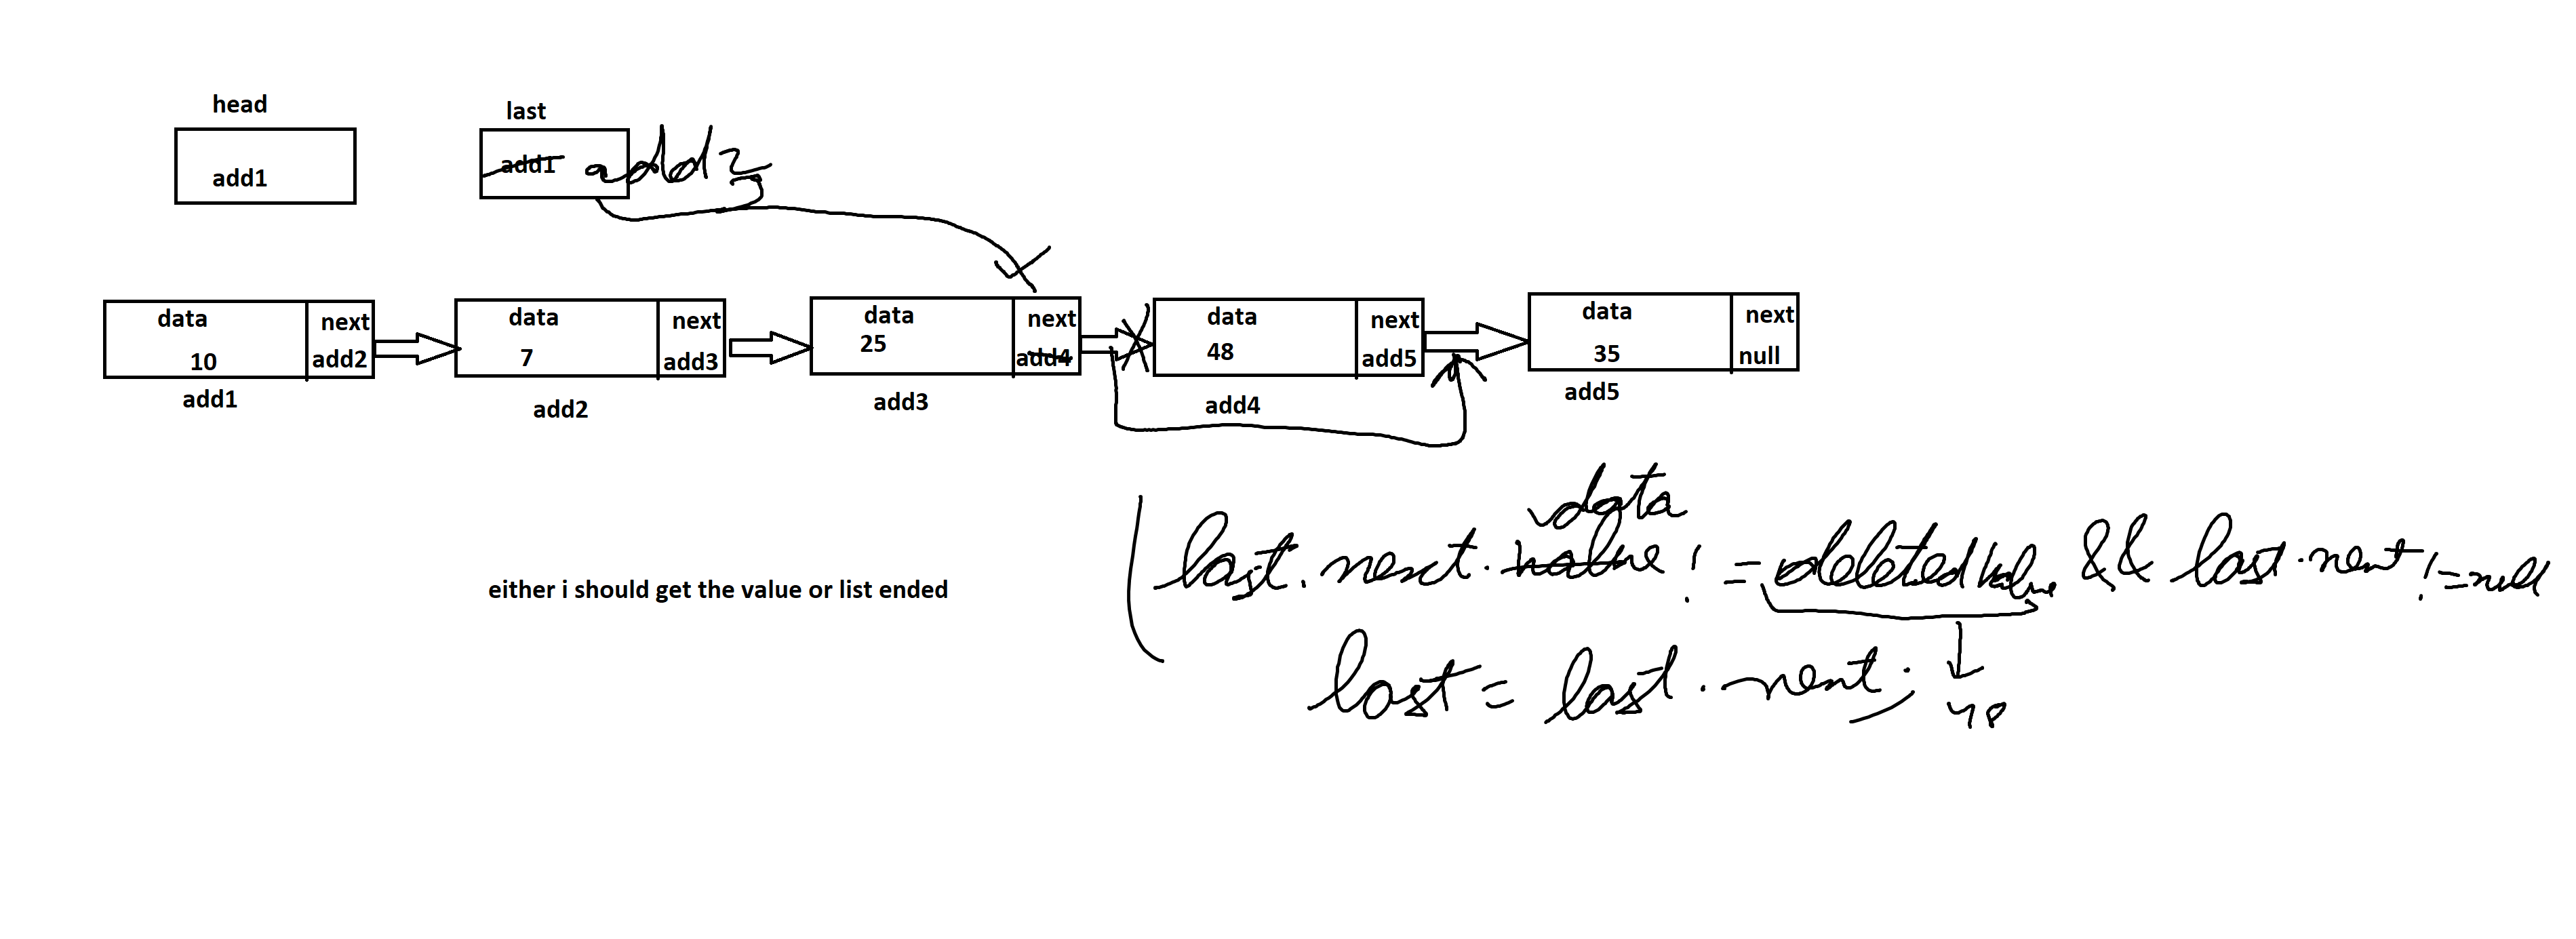 head
last
add1
add1 add2
data next
10 add2
add1
data next
7 add3
add2
data next
25 add4
add3
data next
48 add5
add4
data next
35 null
add5
data
last.next.value != deletedValue && last.next != null
either i should get the value or list ended
last = last.next;
48